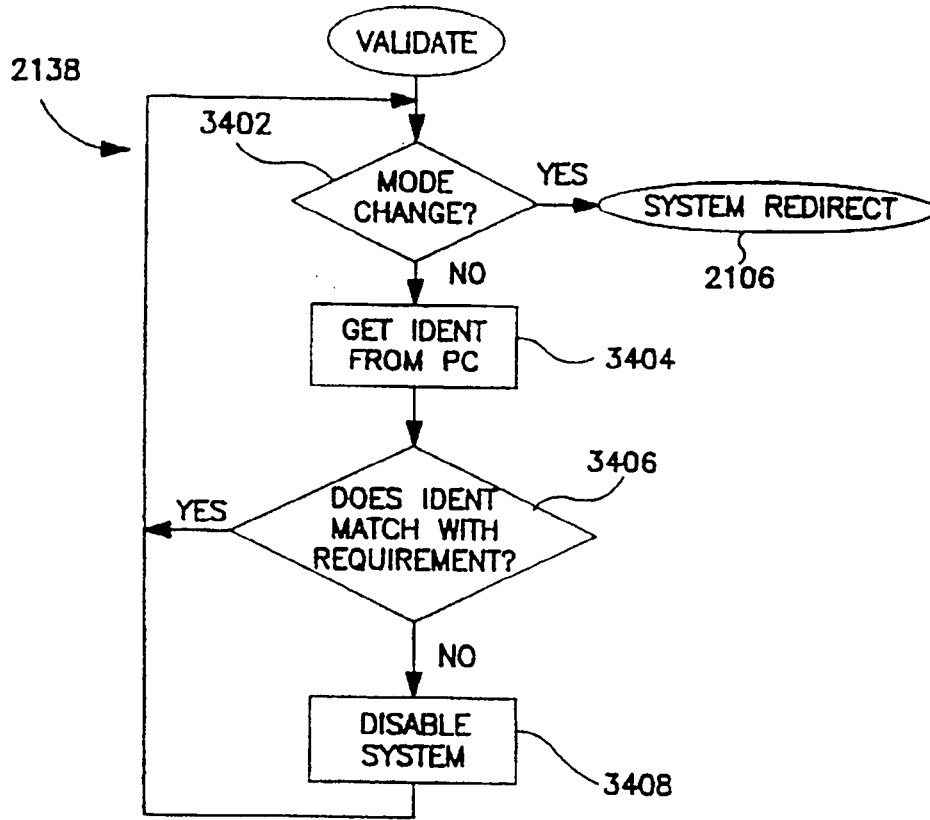 VALIDATE
2138
3402
MODE
CHANGE?
YES
SYSTEM REDIRECT
2106
NO
GET IDENT
FROM PC
3404
3406
DOES IDENT
MATCH WITH
REQUIREMENT?
YES
NO
DISABLE
SYSTEM
3408